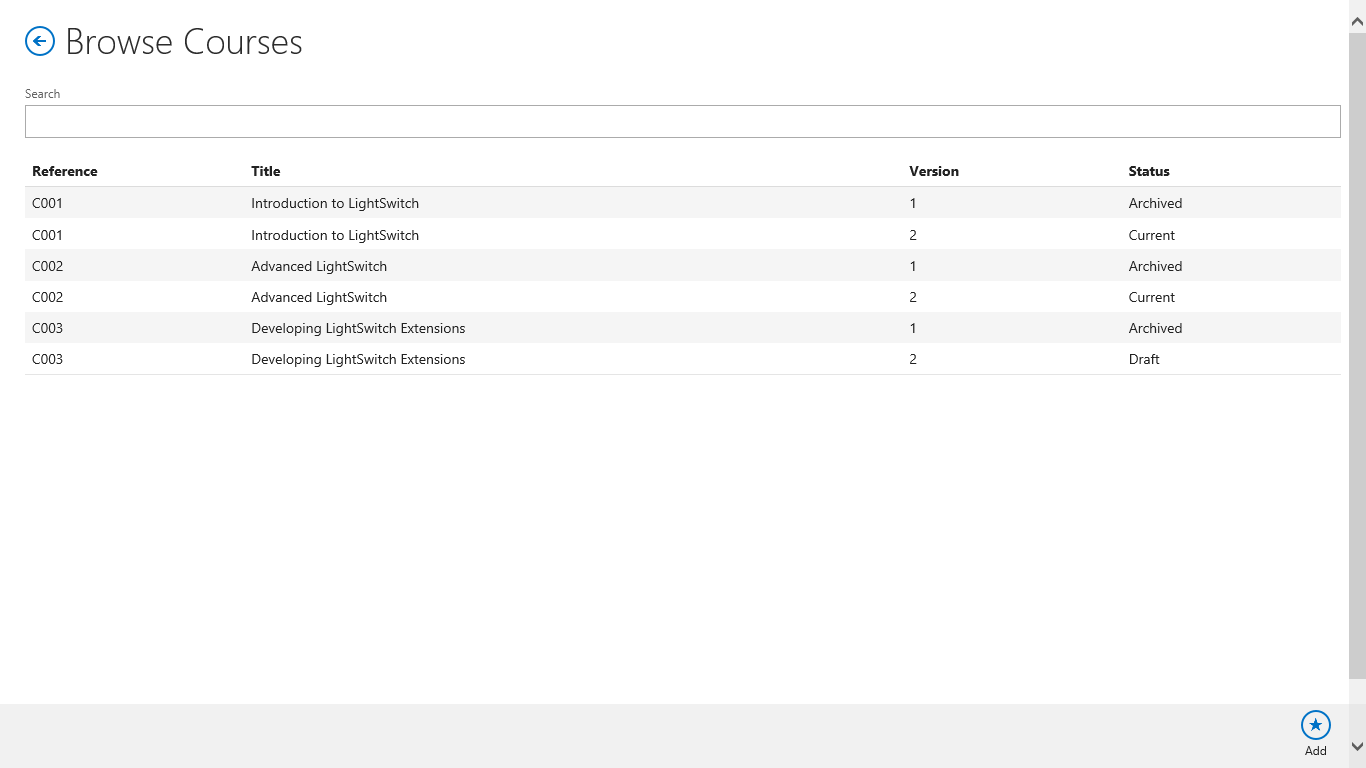 Browse Courses
Search
Reference Title Version Status
C001 Introduction to LightSwitch 1 Archived
C001 Introduction to LightSwitch 2 Current
C002 Advanced LightSwitch 1 Archived
C002 Advanced LightSwitch 2 Current
C003 Developing LightSwitch Extensions 1 Archived
C003 Developing LightSwitch Extensions 2 Draft
Add